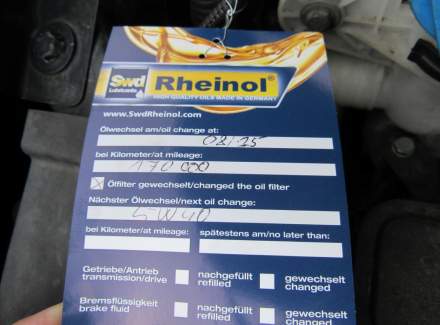 Swd
Lubricants
Rheinol®
HIGH QUALITY OILS MADE IN GERMANY
www.SwdRheinol.com
Ölwechsel am/oil change at:
02/25
bei Kilometer/at mileage:
170 000
Ölfilter gewechselt/changed the oil filter
Nächster Ölwechsel/next oil change:
5W40
bei Kilometer/at mileage: spätestens am/no later than:
Getriebe/Antrieb nachgefüllt gewechselt
transmission/drive refilled changed
Bremsflüssigkeit nachgefüllt gewechselt
brake fluid refilled changed